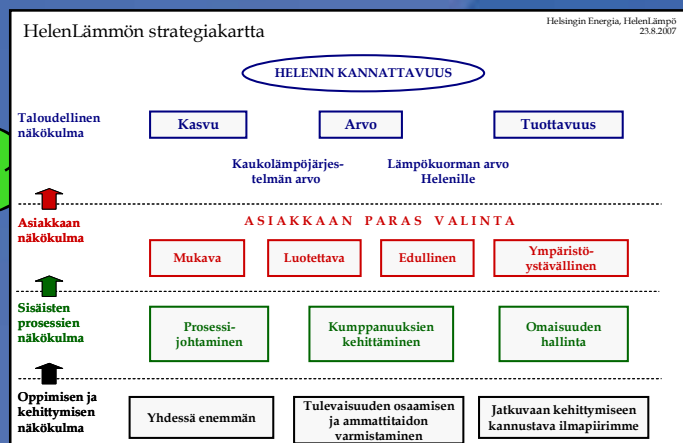 HelenLämmön strategiakartta
Helsingin Energia, HelenLämpö
23.8.2007
HELENIN KANNATTAVUUS
Taloudellinen
näkökulma
Kasvu
Arvo
Tuottavuus
Kaukolämpöjärjes-
telmän arvo
Lämpökuorman arvo
Helenille
Asiakkaan
näkökulma
ASIAKKAAN PARAS VALINTA
Mukava
Luotettava
Edullinen
Ympäristö-
ystävällinen
Sisäisten
prosessien
näkökulma
Prosessi-
johtaminen
Kumppanuuksien
kehittäminen
Omaisuuden
hallinta
Oppimisen ja
kehittymisen
näkökulma
Yhdessä enemmän
Tulevaisuuden osaamisen
ja ammattitaidon
varmistaminen
Jatkuvaan kehittymiseen
kannustava ilmapiirimme